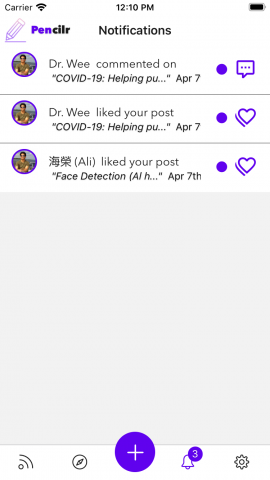 Carrier 12:10 PM
Pencilr Notifications
Dr. Wee commented on
"COVID-19: Helping pu..." Apr 7
Dr. Wee liked your post
"COVID-19: Helping pu..." Apr 7
海榮 (Ali) liked your post
"Face Detection (AI h..." Apr 7th
3